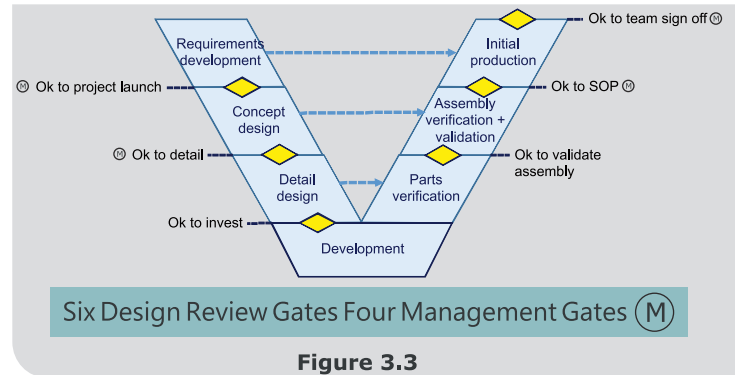 Ok to team sign off Ⓜ
Requirements
development
Initial
production
Ⓜ Ok to project launch
Ok to SOP Ⓜ
Concept
design
Assembly
verification +
validation
Ⓜ Ok to detail
Ok to validate
assembly
Detail
design
Parts
verification
Ok to invest
Development
Six Design Review Gates Four Management Gates Ⓜ
Figure 3.3